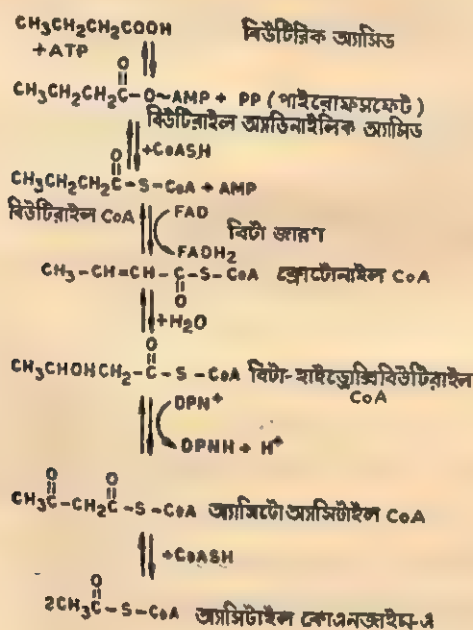 CH₃CH₂CH₂COOH বিউটিরিক অ্যাসিড
+ATP
O
CH₃CH₂CH₂C–O~AMP + PP (পাইরোফসফেট)
বিউটিরাইল অ্যাডিনাইলিক অ্যাসিড
+CoASH
O
CH₃CH₂CH₂C–S–CoA + AMP
বিউটিরাইল CoA FAD বিটা জারণ
FADH₂
CH₃–CH=CH–C–S–CoA ক্রোটোনাইল CoA
O
+H₂O
O
CH₃CHOHCH₂–C–S–CoA বিটা-হাইড্রোক্সিবিউটিরাইল
CoA
DPN⁺
DPNH + H⁺
O O
CH₃C–CH₂C–S–CoA অ্যাসিটোঅ্যাসিটাইল CoA
+CoASH
O
2CH₃C–S–CoA অ্যাসিটাইল কোএনজাইম-এ